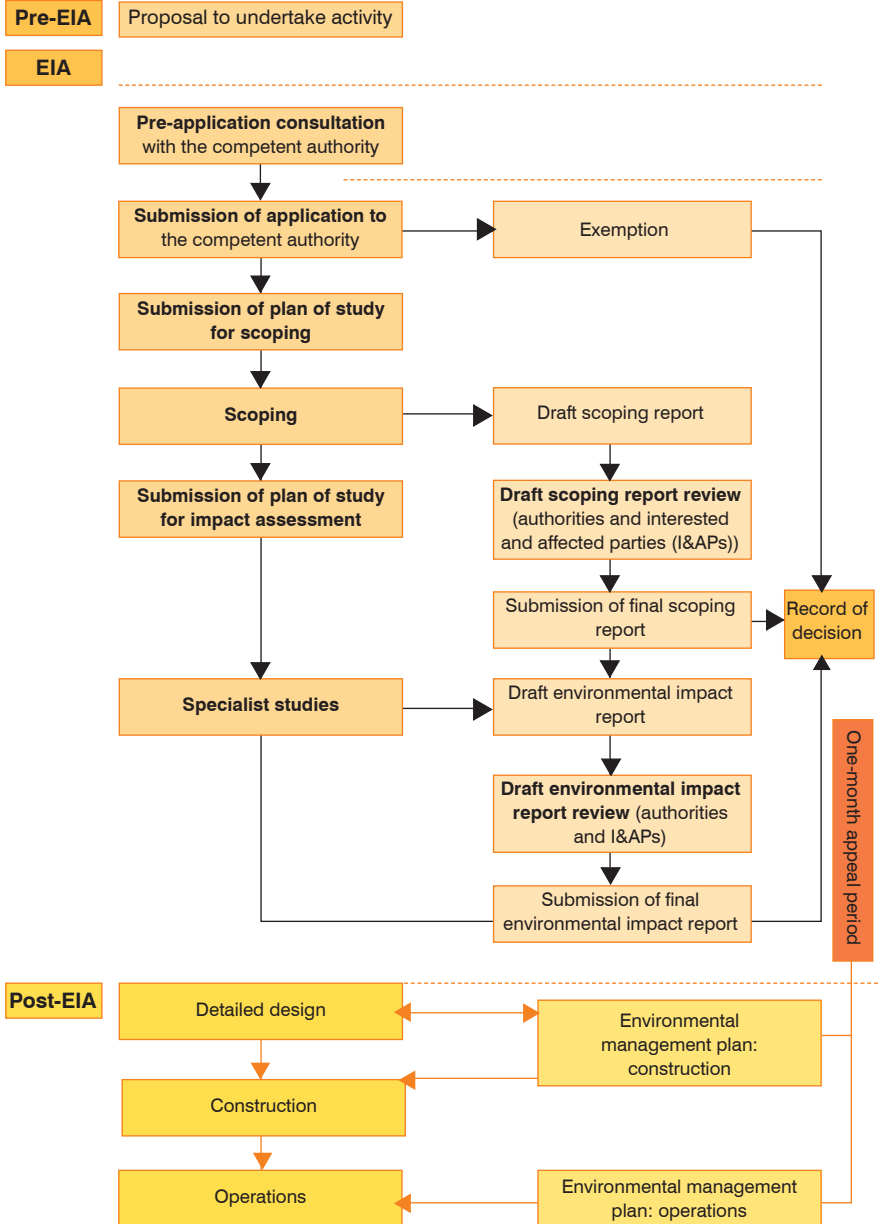 Pre-EIA
Proposal to undertake activity
EIA
Pre-application consultation
with the competent authority
Submission of application to
the competent authority
Exemption
Submission of plan of study
for scoping
Scoping
Draft scoping report
Submission of plan of study
for impact assessment
Draft scoping report review
(authorities and interested
and affected parties (I&APs))
Submission of final scoping
report
Record of
decision
Specialist studies
Draft environmental impact
report
Draft environmental impact
report review (authorities
and I&APs)
Submission of final
environmental impact report
One-month appeal period
Post-EIA
Detailed design
Environmental
management plan:
construction
Construction
Operations
Environmental management
plan: operations